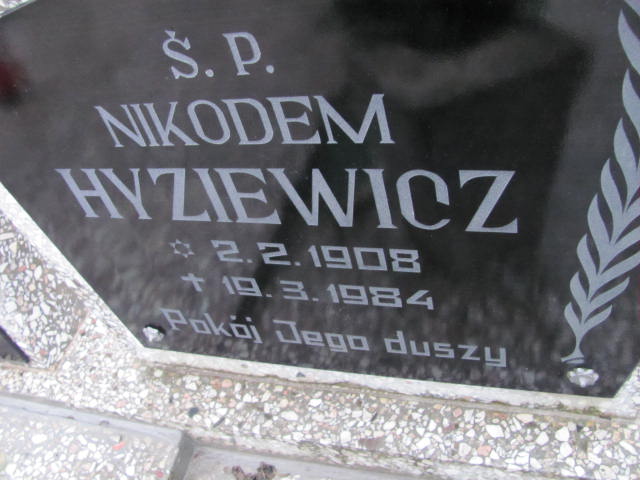 Ś. P.
NIKODEM
HYZIEWICZ
✡ 2.2.1908
✝ 19.3.1984
Pokój Jego duszy